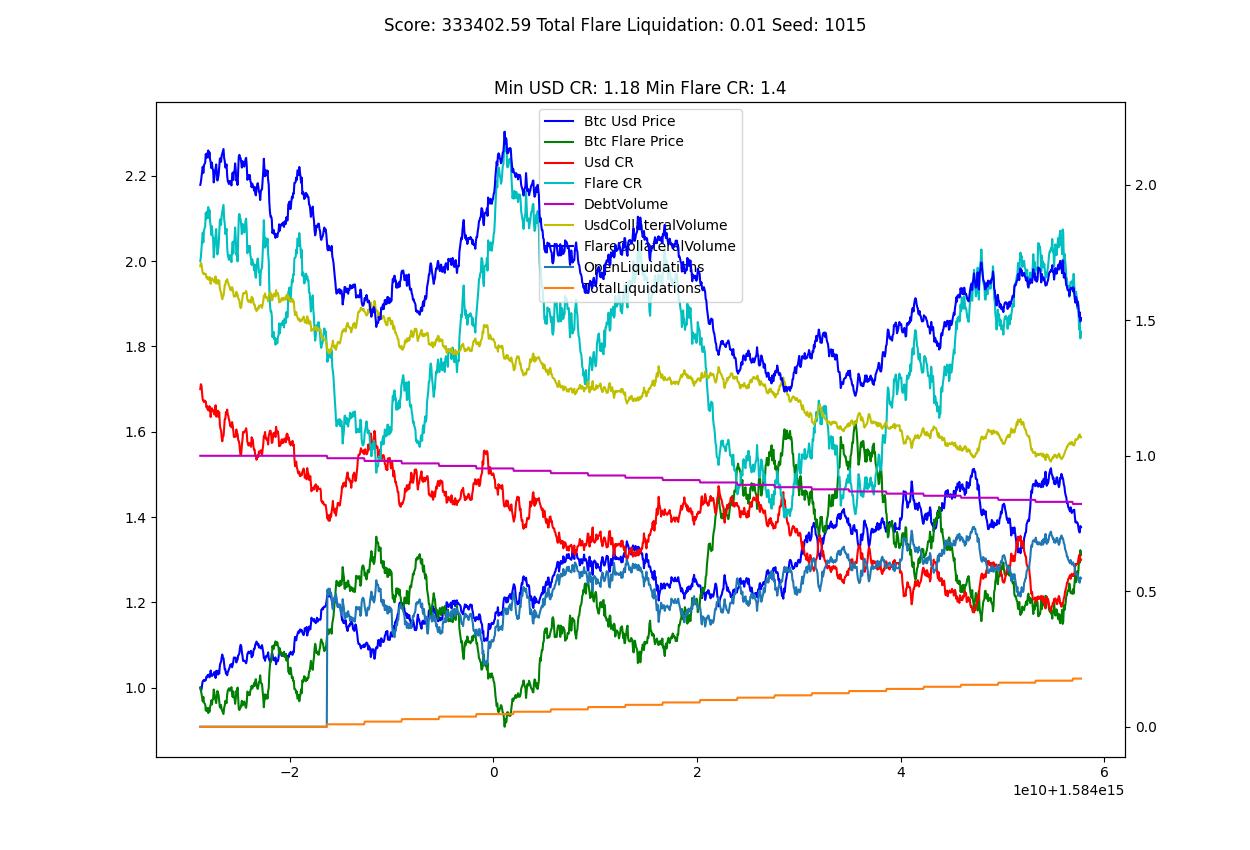 Score: 333402.59 Total Flare Liquidation: 0.01 Seed: 1015
Min USD CR: 1.18 Min Flare CR: 1.4
Btc Usd Price
Btc Flare Price
Usd CR
Flare CR
DebtVolume
UsdCollateralVolume
FlareCollateralVolume
OpenLiquidations
TotalLiquidations
2.2
2.0
1.8
1.6
1.4
1.2
1.0
2.0
1.5
1.0
0.5
0.0
−2
0
2
4
6
1e10+1.584e15